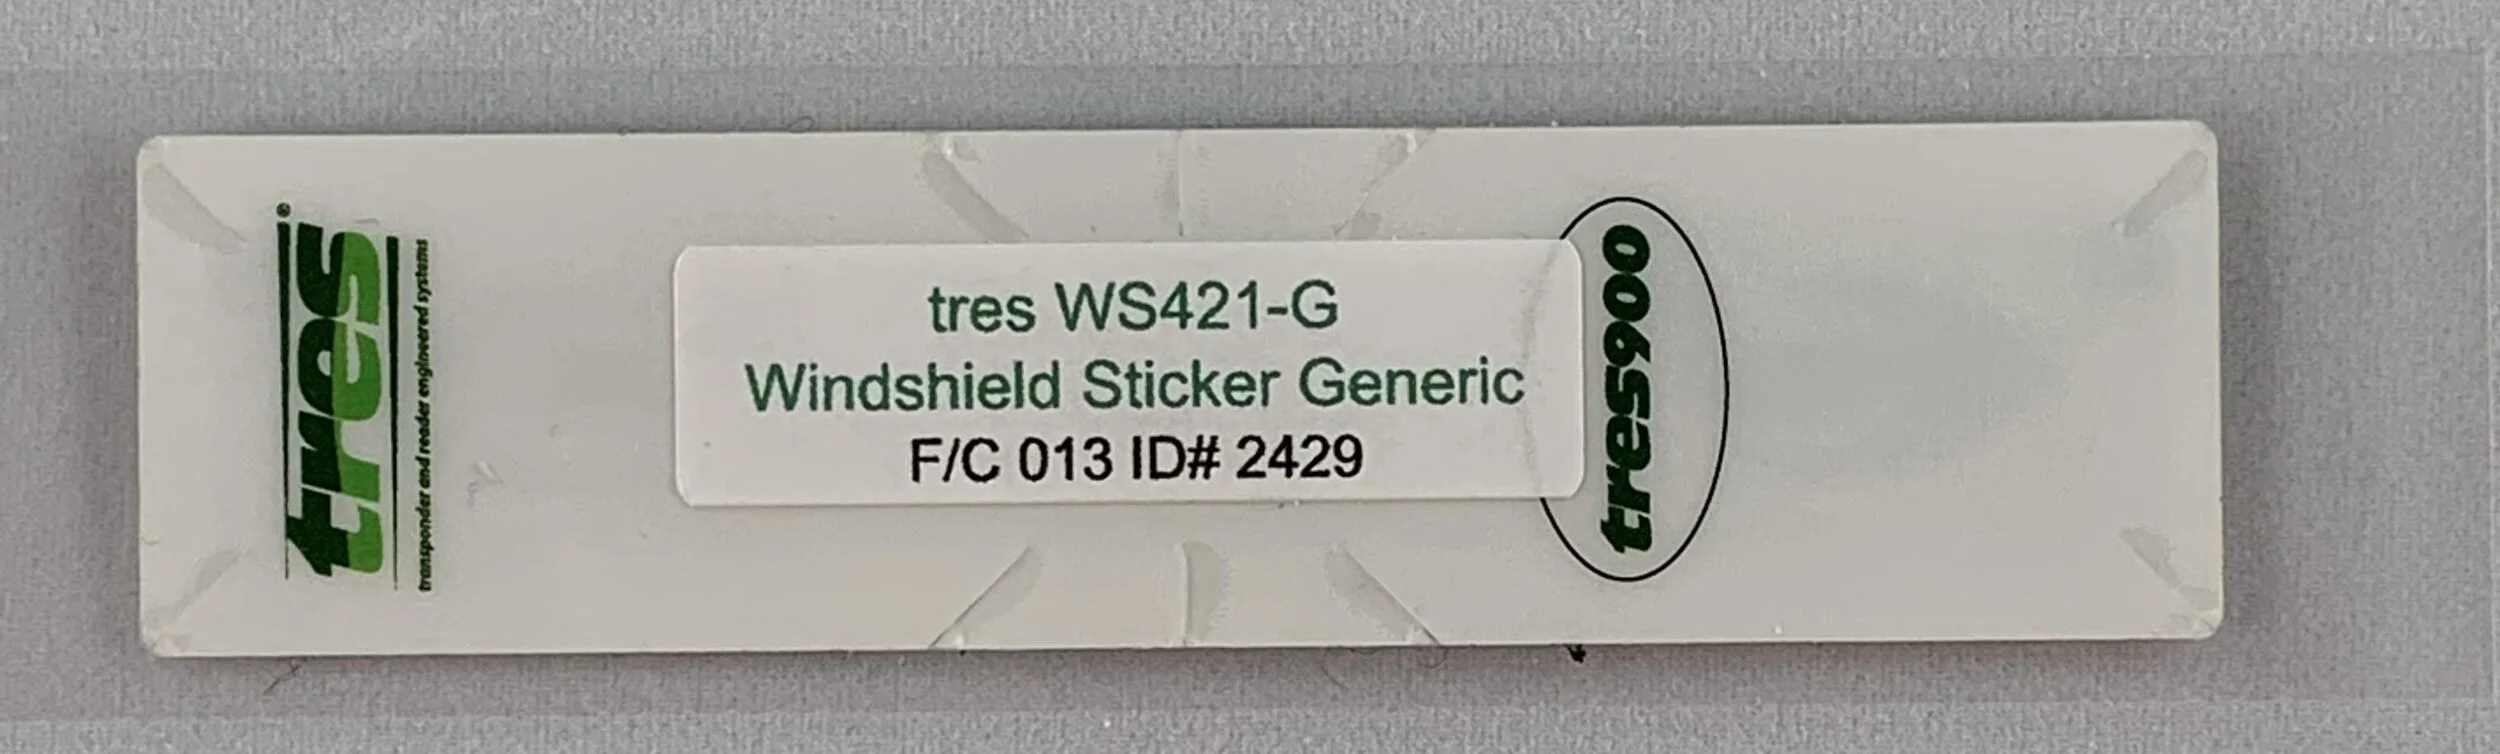 tres®
transponder and reader engineered systems
tres WS421-G
Windshield Sticker Generic
F/C 013 ID# 2429
tres900